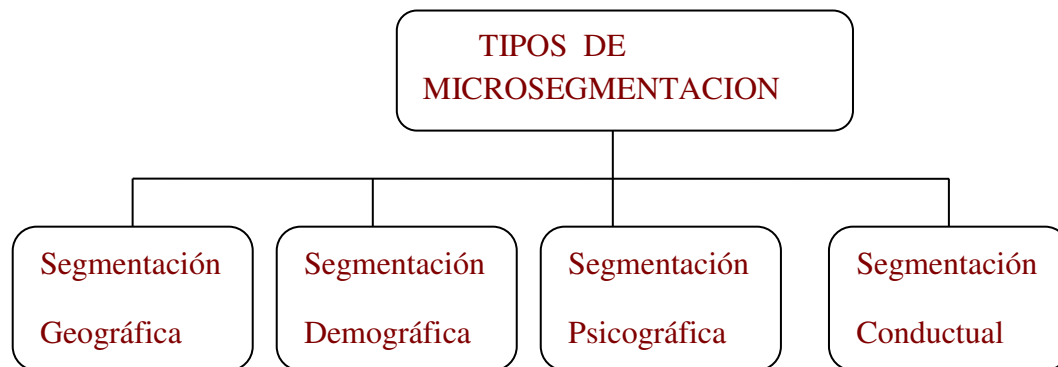 TIPOS DE
MICROSEGMENTACION
Segmentación
Geográfica
Segmentación
Demográfica
Segmentación
Psicográfica
Segmentación
Conductual